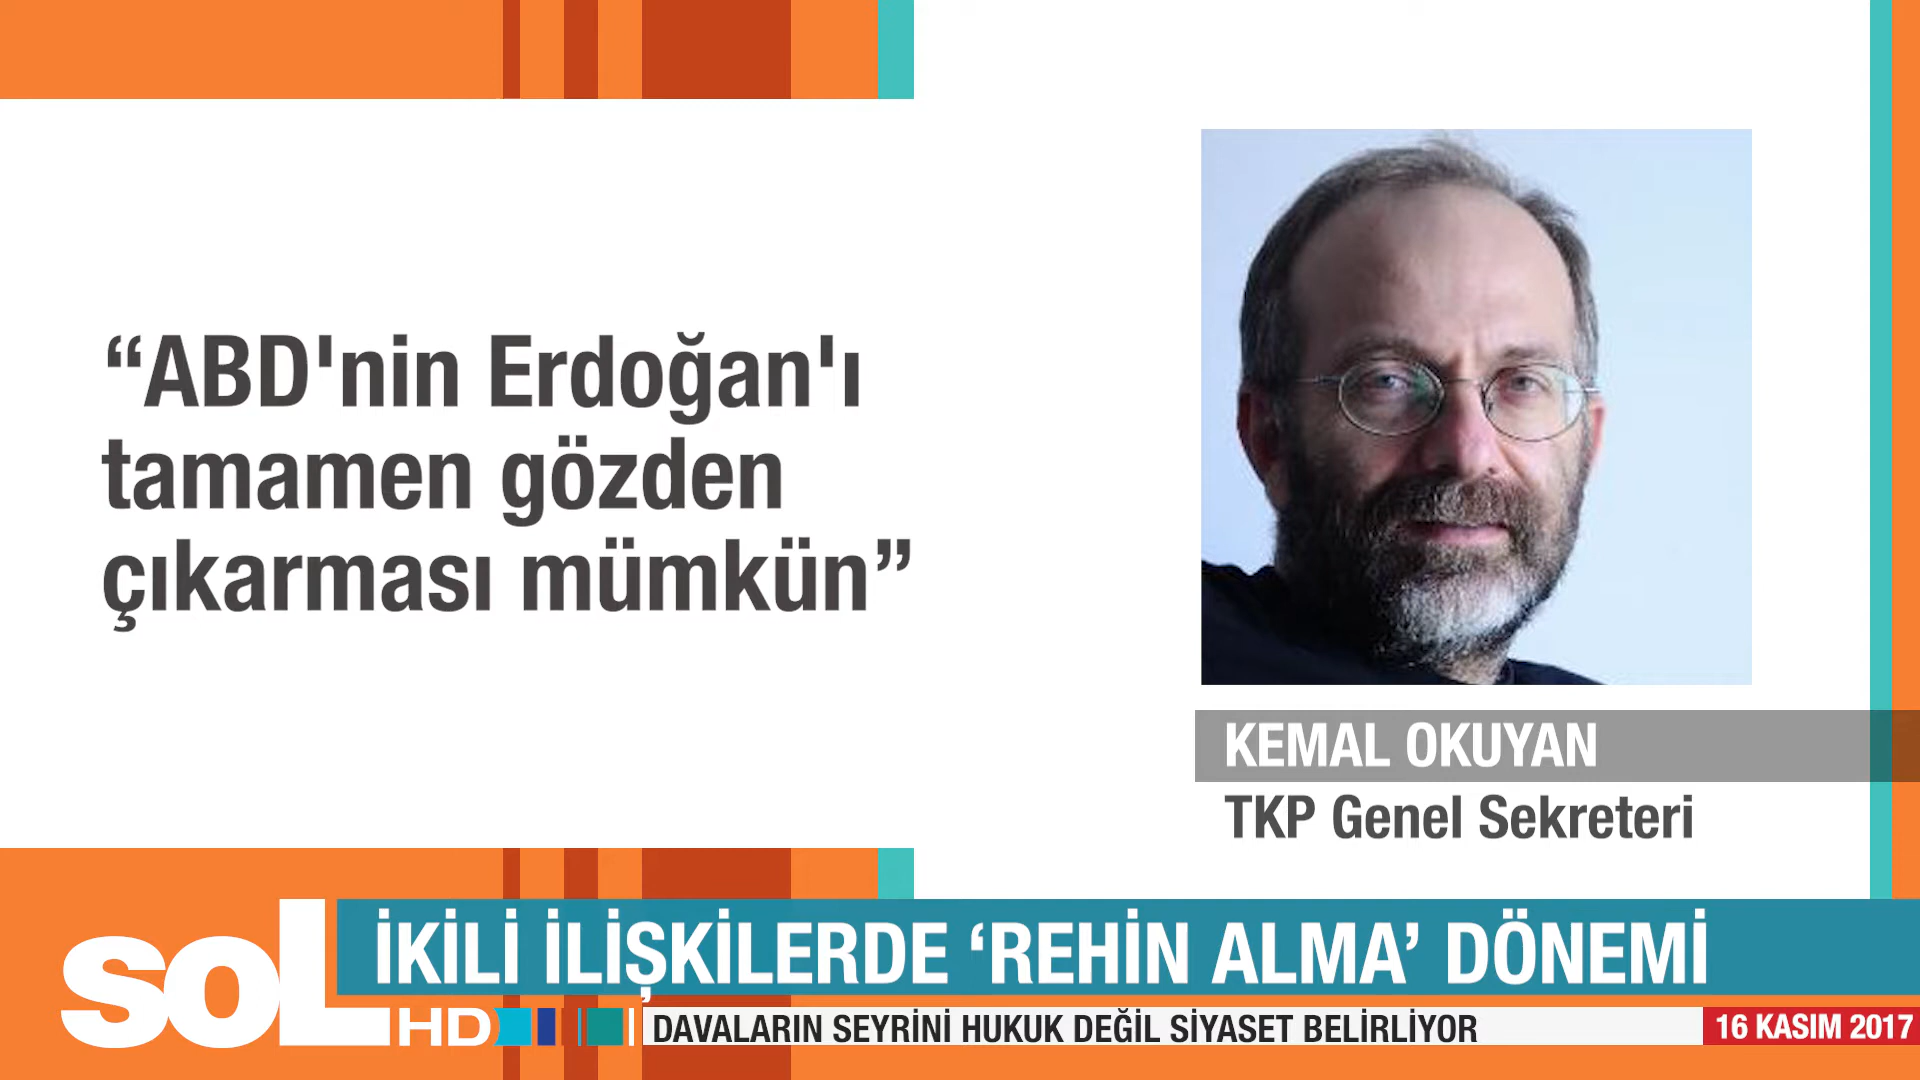 “ABD'nin Erdoğan'ı
tamamen gözden
çıkarması mümkün”
KEMAL OKUYAN
TKP Genel Sekreteri
soL
HD
İKİLİ İLİŞKİLERDE ‘REHİN ALMA’ DÖNEMİ
DAVALARIN SEYRİNİ HUKUK DEĞİL SİYASET BELİRLİYOR
16 KASIM 2017